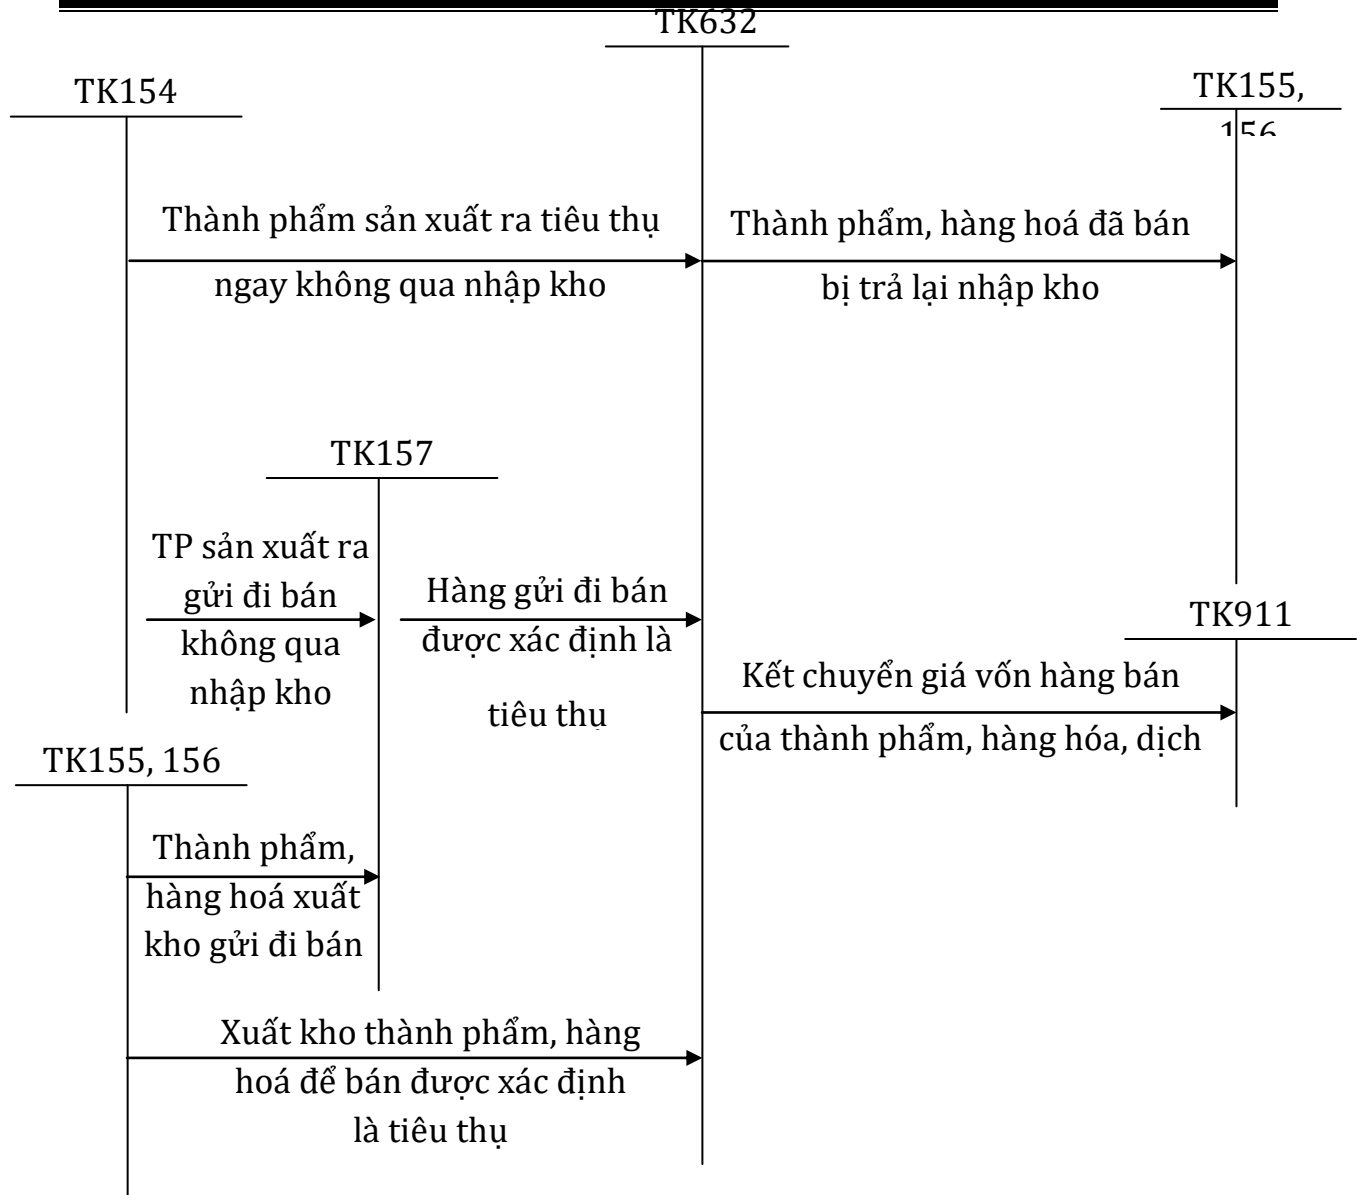 TK632
TK154
TK155,
156
Thành phẩm sản xuất ra tiêu thụ
ngay không qua nhập kho
Thành phẩm, hàng hoá đã bán
bị trả lại nhập kho
TK157
TP sản xuất ra
gửi đi bán
không qua
nhập kho
Hàng gửi đi bán
được xác định là
tiêu thụ
TK911
Kết chuyển giá vốn hàng bán
của thành phẩm, hàng hóa, dịch
TK155, 156
Thành phẩm,
hàng hoá xuất
kho gửi đi bán
Xuất kho thành phẩm, hàng
hoá để bán được xác định
là tiêu thụ